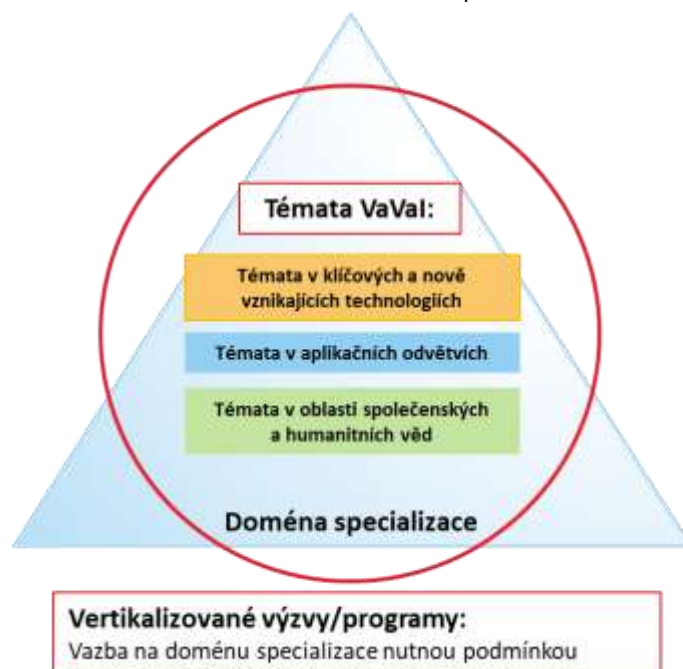 Témata VaVaI:
Témata v klíčových a nově
vznikajících technologiích
Témata v aplikačních odvětvích
Témata v oblasti společenských
a humanitních věd
Doména specializace
Vertikalizované výzvy/programy:
Vazba na doménu specializace nutnou podmínkou